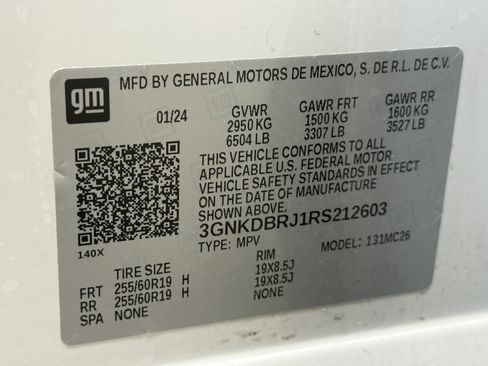 gm MFD BY GENERAL MOTORS DE MEXICO, S. DE R.L. DE C.V.
01/24 GVWR GAWR FRT GAWR RR
2950 KG 1500 KG 1600 KG
6504 LB 3307 LB 3527 LB
THIS VEHICLE CONFORMS TO ALL
APPLICABLE U.S. FEDERAL MOTOR
VEHICLE SAFETY STANDARDS IN EFFECT
ON THE DATE OF MANUFACTURE
SHOWN ABOVE.
3GNKDBRJ1RS212603
TYPE: MPV MODEL: 131MC26
140X
TIRE SIZE RIM
FRT 255/60R19 H 19X8.5J
RR 255/60R19 H 19X8.5J
SPA NONE NONE